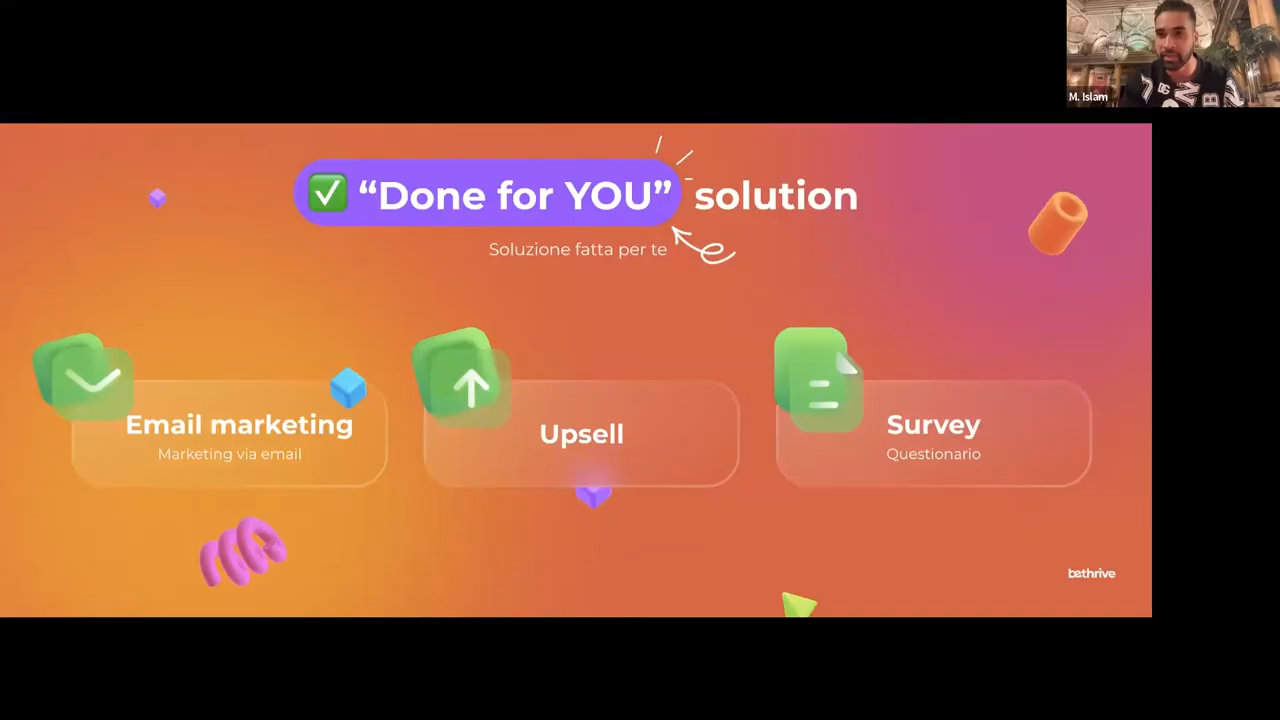 M. Islam
✅ “Done for YOU” solution
Soluzione fatta per te
Email marketing
Marketing via email
Upsell
Survey
Questionario
bethrive